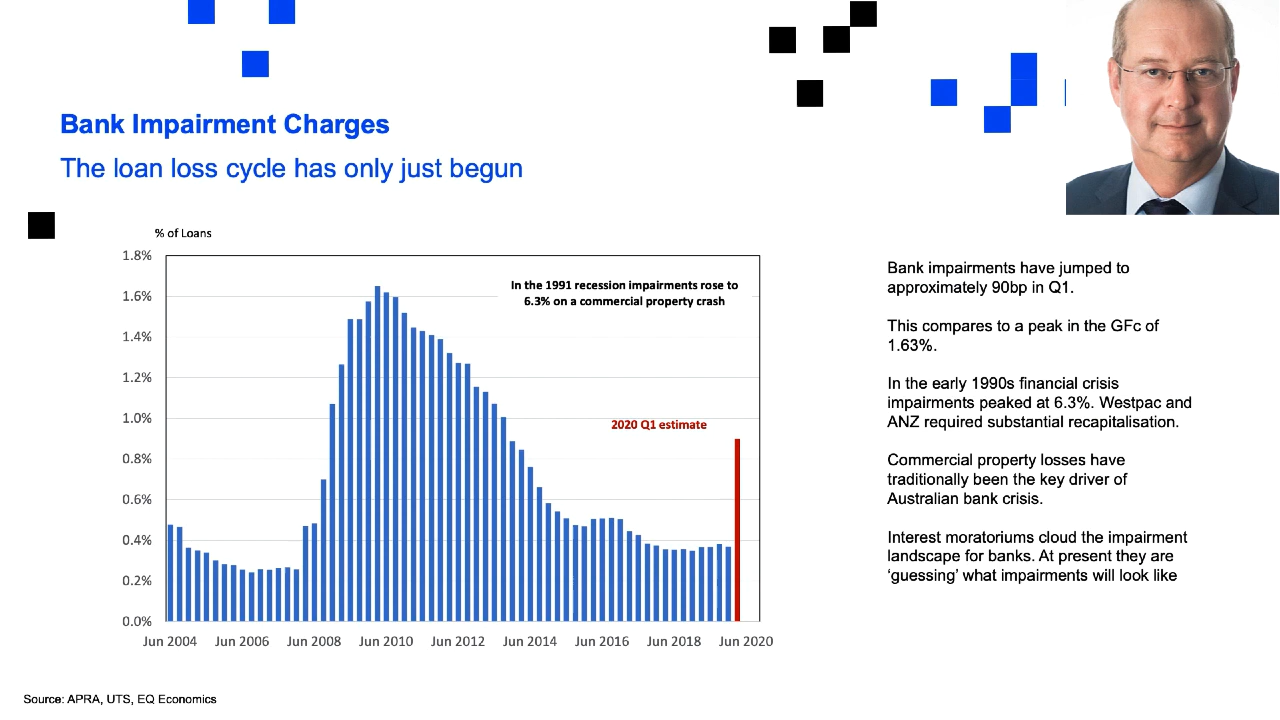 Bank Impairment Charges
The loan loss cycle has only just begun
% of Loans
1.8%
1.6%
1.4%
1.2%
1.0%
0.8%
0.6%
0.4%
0.2%
0.0%
In the 1991 recession impairments rose to
6.3% on a commercial property crash
2020 Q1 estimate
Jun 2004 Jun 2006 Jun 2008 Jun 2010 Jun 2012 Jun 2014 Jun 2016 Jun 2018 Jun 2020
Bank impairments have jumped to
approximately 90bp in Q1.
This compares to a peak in the GFc of
1.63%.
In the early 1990s financial crisis
impairments peaked at 6.3%. Westpac and
ANZ required substantial recapitalisation.
Commercial property losses have
traditionally been the key driver of
Australian bank crisis.
Interest moratoriums cloud the impairment
landscape for banks. At present they are
‘guessing’ what impairments will look like
Source: APRA, UTS, EQ Economics